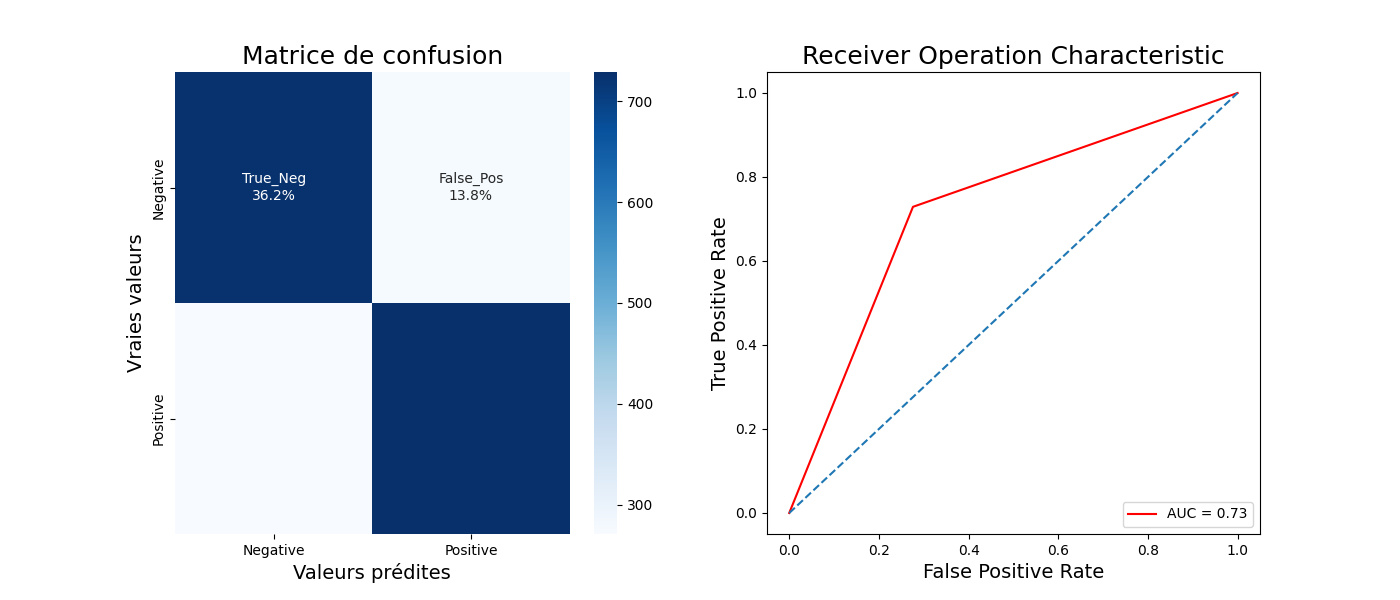 Matrice de confusion
True_Neg
36.2%
False_Pos
13.8%
Negative
Positive
Vraies valeurs
Negative
Positive
Valeurs prédites
700
600
500
400
300
Receiver Operation Characteristic
1.0
0.8
0.6
0.4
0.2
0.0
True Positive Rate
0.0
0.2
0.4
0.6
0.8
1.0
False Positive Rate
AUC = 0.73